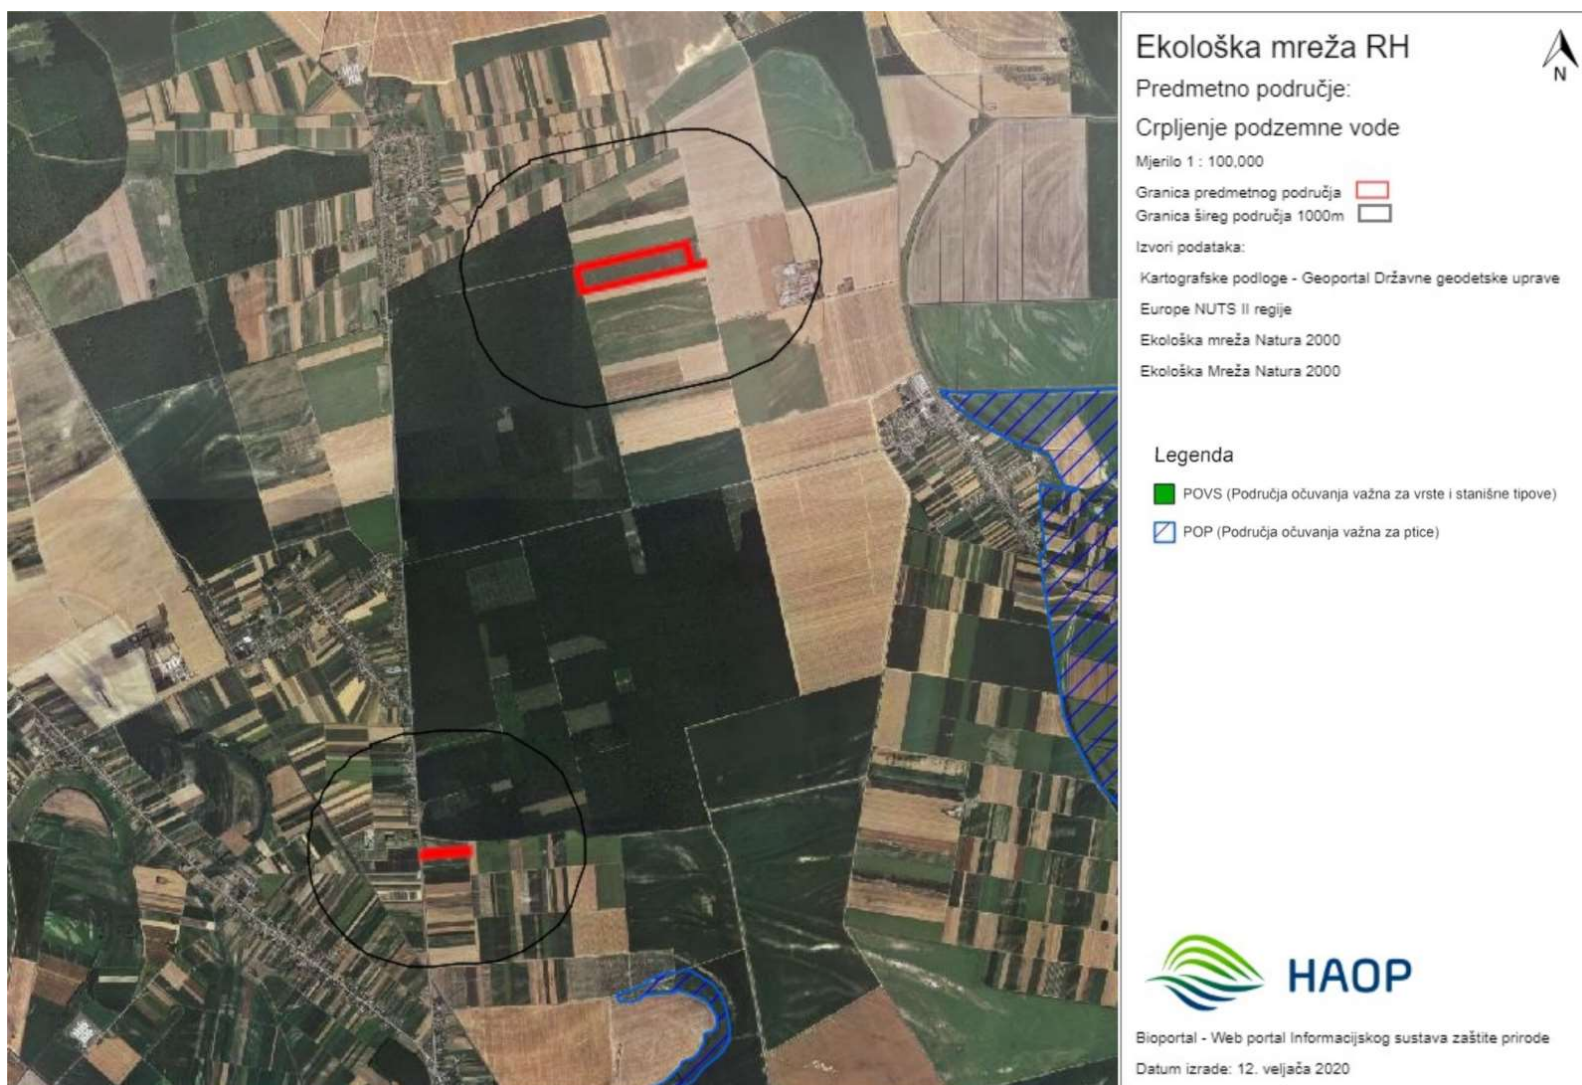 Ekološka mreža RH
N
Predmetno područje:
Crpljenje podzemne vode
Mjerilo 1 : 100,000
Granica predmetnog područja
Granica šireg područja 1000m
Izvori podataka:
Kartografske podloge - Geoportal Državne geodetske uprave
Europe NUTS II regije
Ekološka mreža Natura 2000
Ekološka Mreža Natura 2000
Legenda
POVS (Područja očuvanja važna za vrste i stanišne tipove)
POP (Područja očuvanja važna za ptice)
HAOP
Bioportal - Web portal Informacijskog sustava zaštite prirode
Datum izrade: 12. veljača 2020